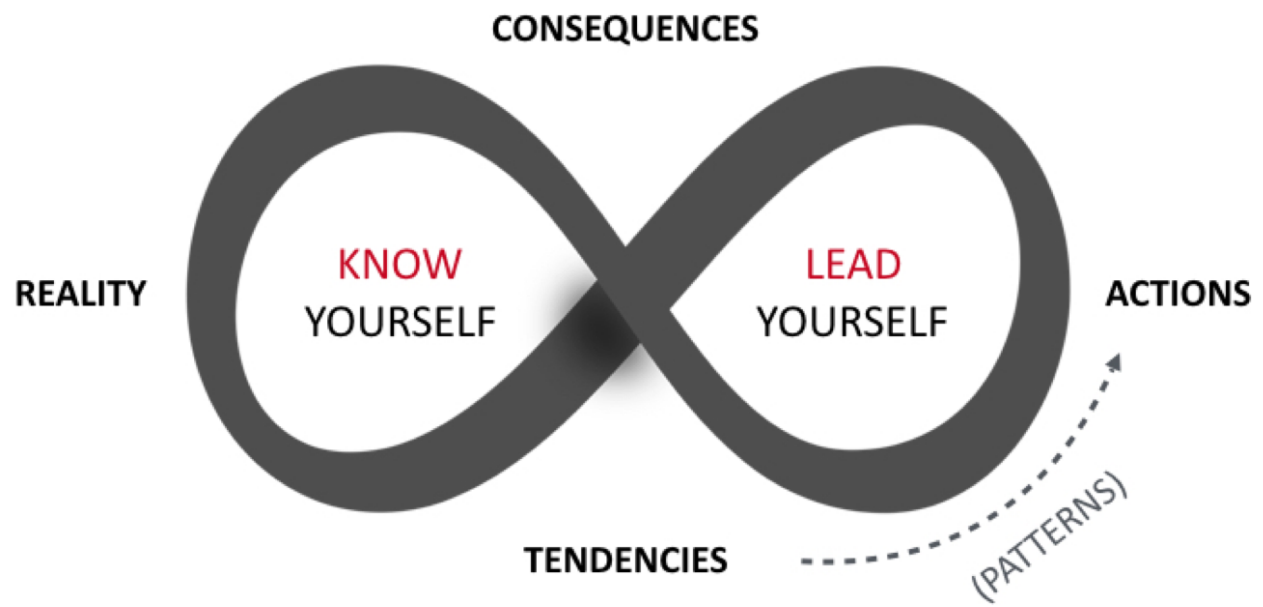 CONSEQUENCES
KNOW
YOURSELF
LEAD
YOURSELF
REALITY
ACTIONS
TENDENCIES
(PATTERNS)